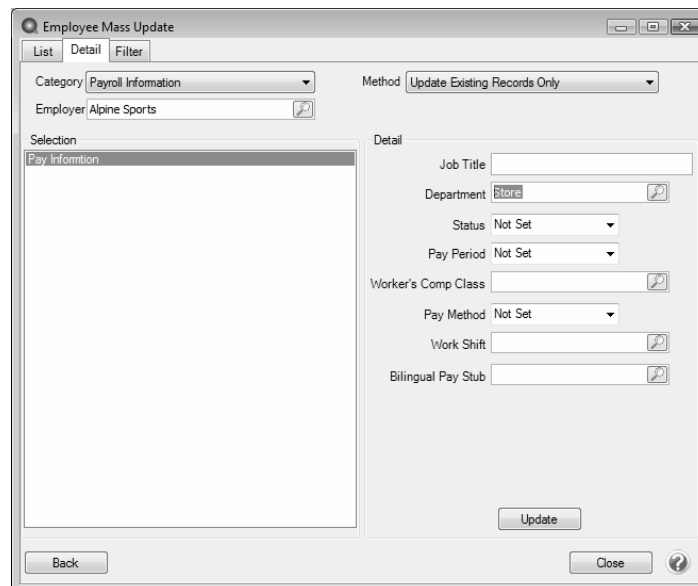 Employee Mass Update
List Detail Filter
Category Payroll Information Method Update Existing Records Only
Employer Alpine Sports
Selection Detail
Pay Informtion
Job Title
Department Store
Status Not Set
Pay Period Not Set
Worker's Comp Class
Pay Method Not Set
Work Shift
Bilingual Pay Stub
Update
Back Close ?